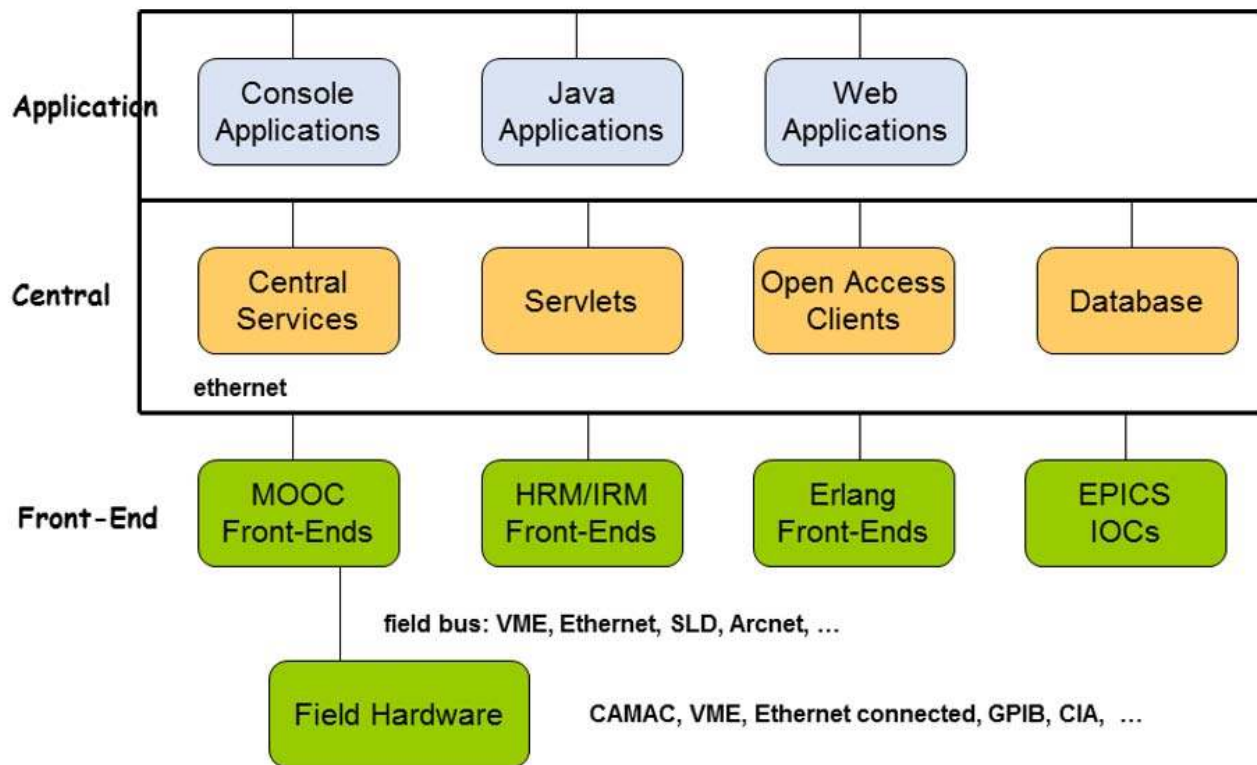 Application
Console
Applications
Java
Applications
Web
Applications
Central
Central
Services
Servlets
Open Access
Clients
Database
ethernet
Front-End
MOOC
Front-Ends
HRM/IRM
Front-Ends
Erlang
Front-Ends
EPICS
IOCs
field bus: VME, Ethernet, SLD, Arcnet, …
Field Hardware
CAMAC, VME, Ethernet connected, GPIB, CIA, …